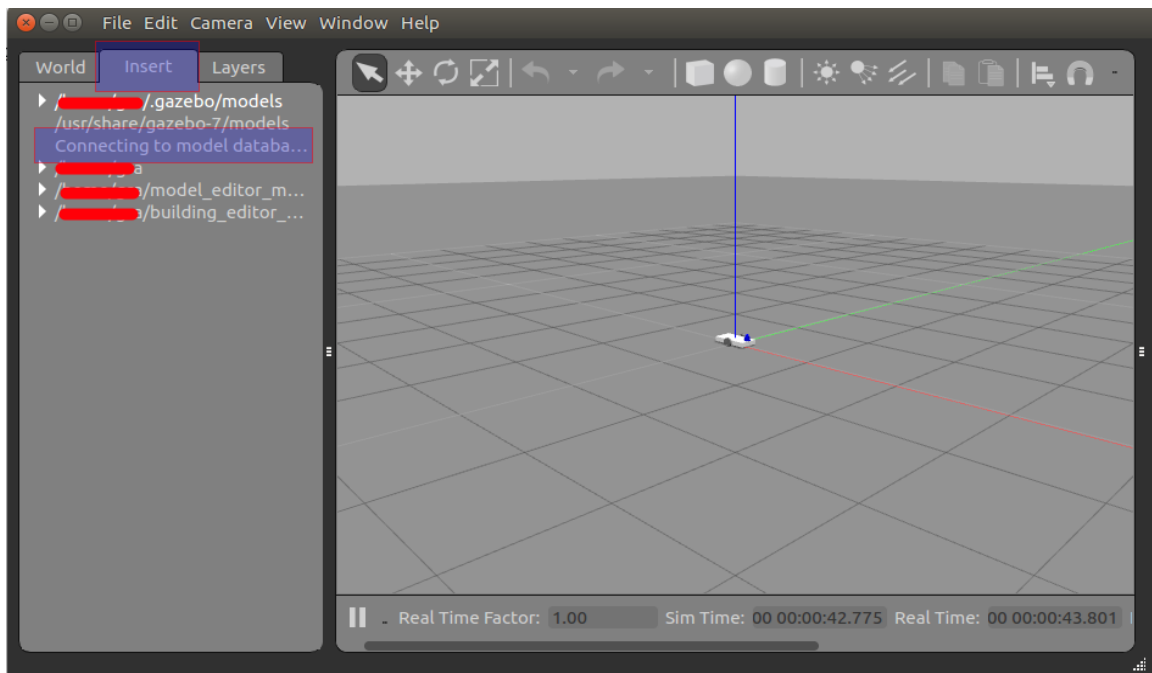 File Edit Camera View Window Help
World Insert Layers
/.gazebo/models
/usr/share/gazebo-7/models
Connecting to model databa...
a
/model_editor_m...
/building_editor_...
Real Time Factor: 1.00 Sim Time: 00 00:00:42.775 Real Time: 00 00:00:43.801